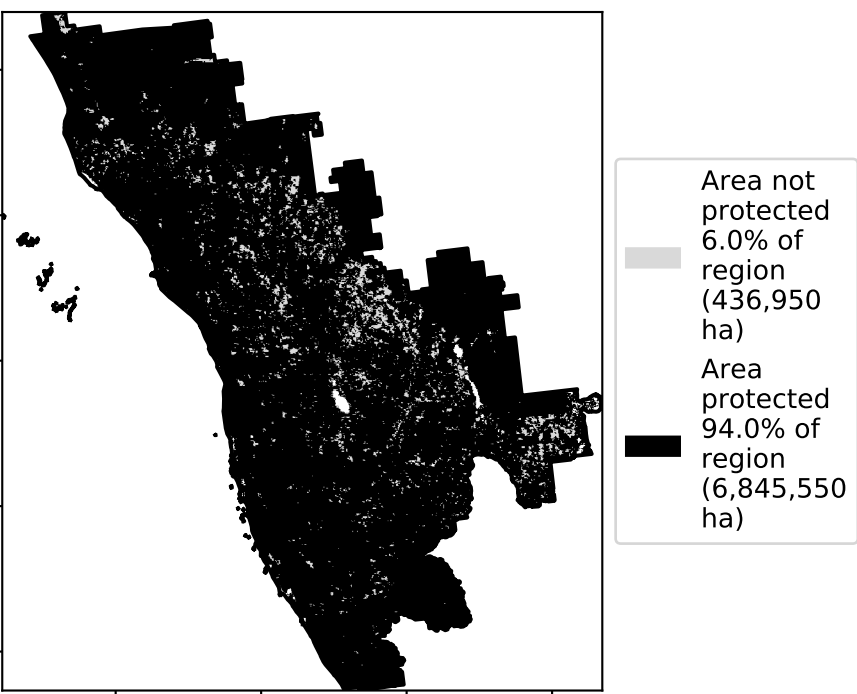 Area not
protected
6.0% of
region
(436,950
ha)
Area
protected
94.0% of
region
(6,845,550
ha)